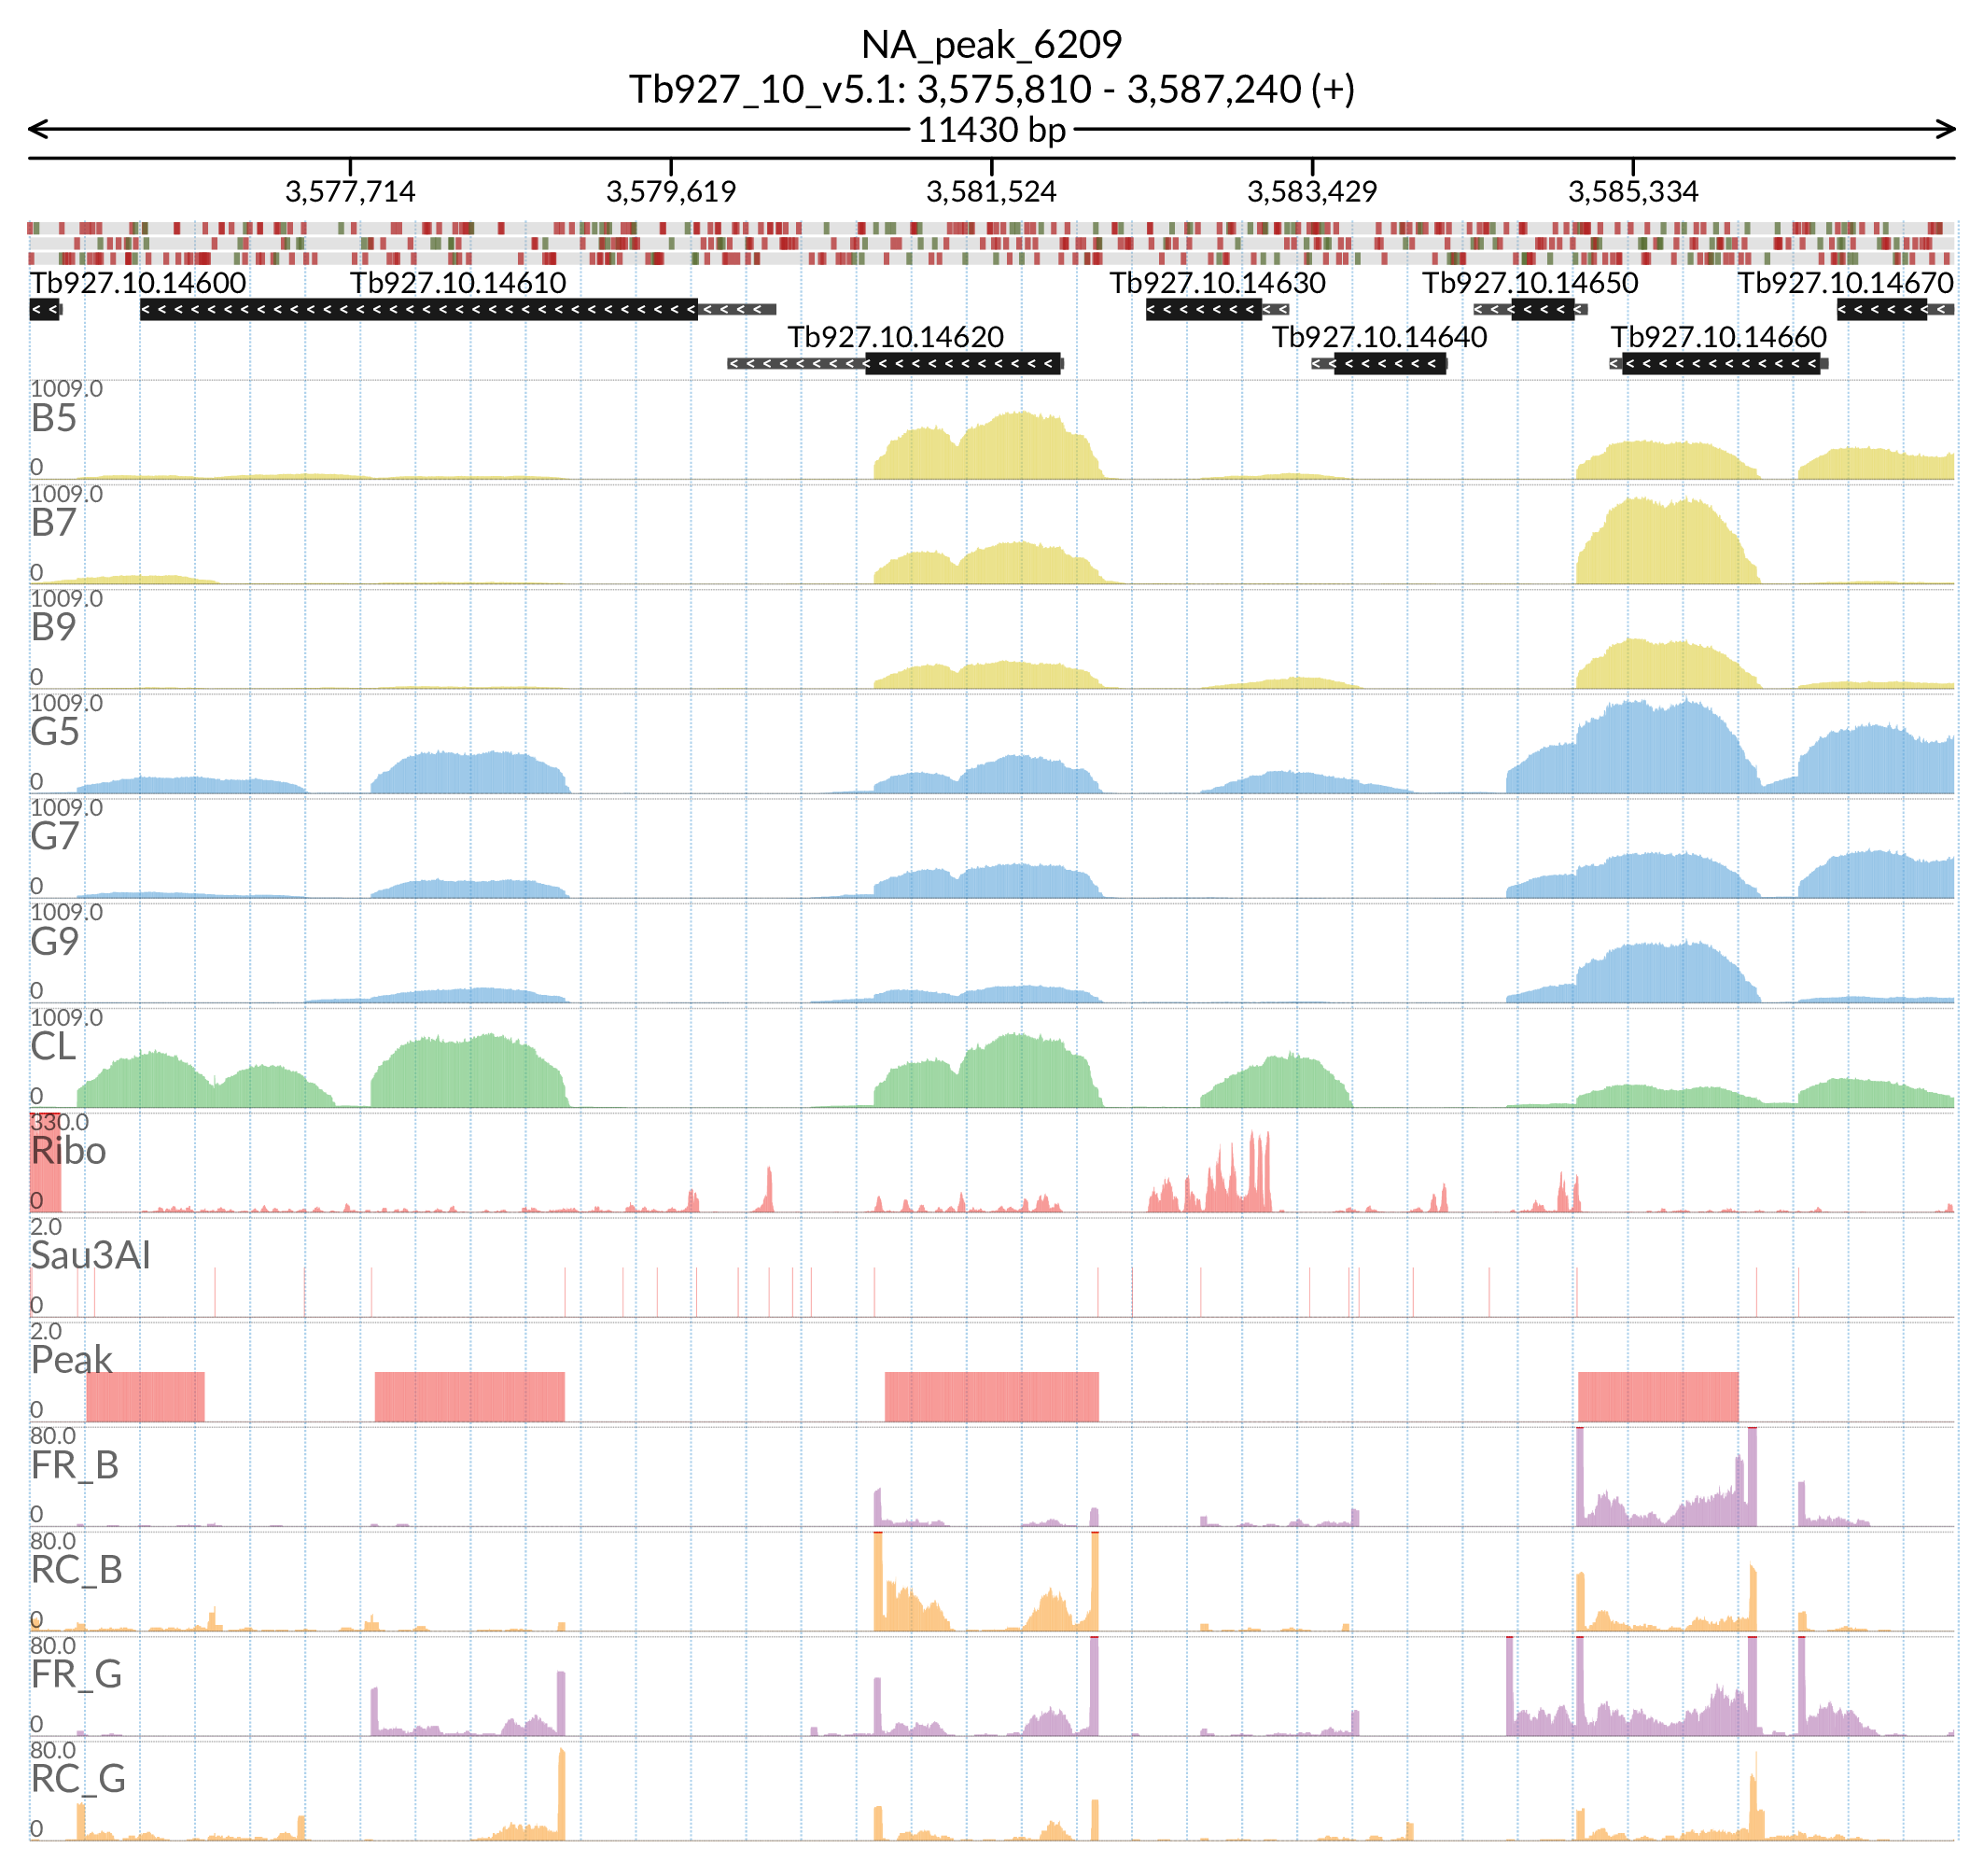 NA_peak_6209
Tb927_10_v5.1: 3,575,810 - 3,587,240 (+)
11430 bp
3,577,714 3,579,619 3,581,524 3,583,429 3,585,334
Tb927.10.14600 Tb927.10.14610 Tb927.10.14630 Tb927.10.14650 Tb927.10.14670
Tb927.10.14620 Tb927.10.14640 Tb927.10.14660
1009.0
B5
0
1009.0
B7
0
1009.0
B9
0
1009.0
G5
0
1009.0
G7
0
1009.0
G9
0
1009.0
CL
0
330.0
Ribo
0
2.0
Sau3AI
0
2.0
Peak
0
80.0
FR_B
0
80.0
RC_B
0
80.0
FR_G
0
80.0
RC_G
0